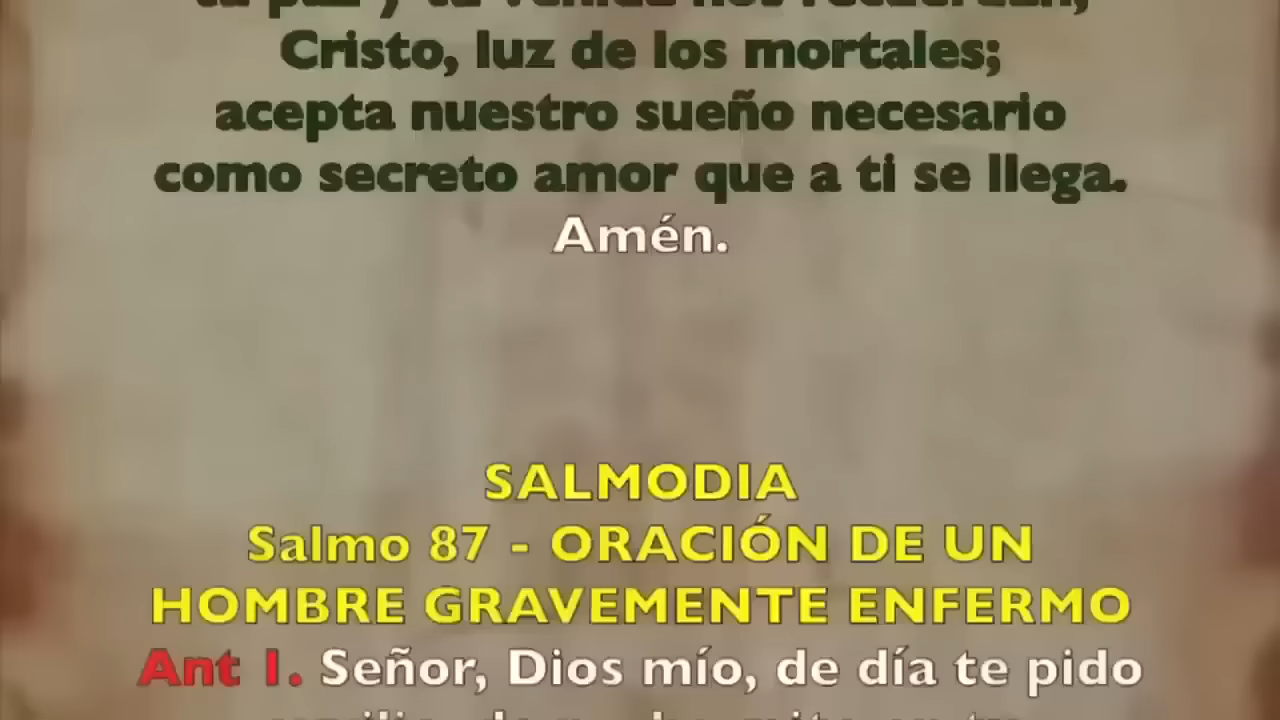 Cristo, luz de los mortales;
acepta nuestro sueño necesario
como secreto amor que a ti se llega.
Amén.
SALMODIA
Salmo 87 - ORACIÓN DE UN
HOMBRE GRAVEMENTE ENFERMO
Ant 1. Señor, Dios mío, de día te pido